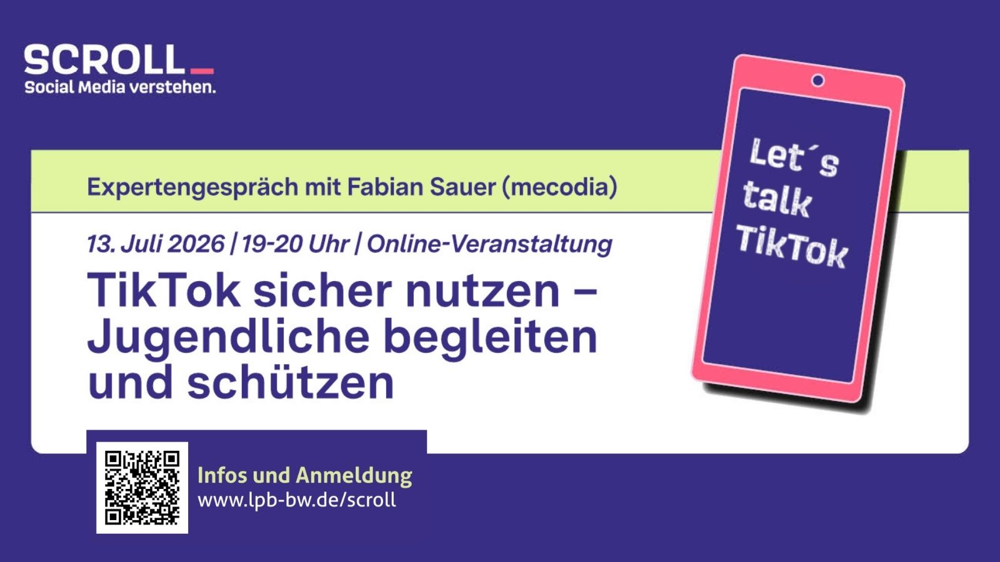 SCROLL_
Social Media verstehen.
Expertengespräch mit Fabian Sauer (mecodia)
13. Juli 2026 | 19-20 Uhr | Online-Veranstaltung
TikTok sicher nutzen –
Jugendliche begleiten
und schützen
Let´s
talk
TikTok
Infos und Anmeldung
www.lpb-bw.de/scroll